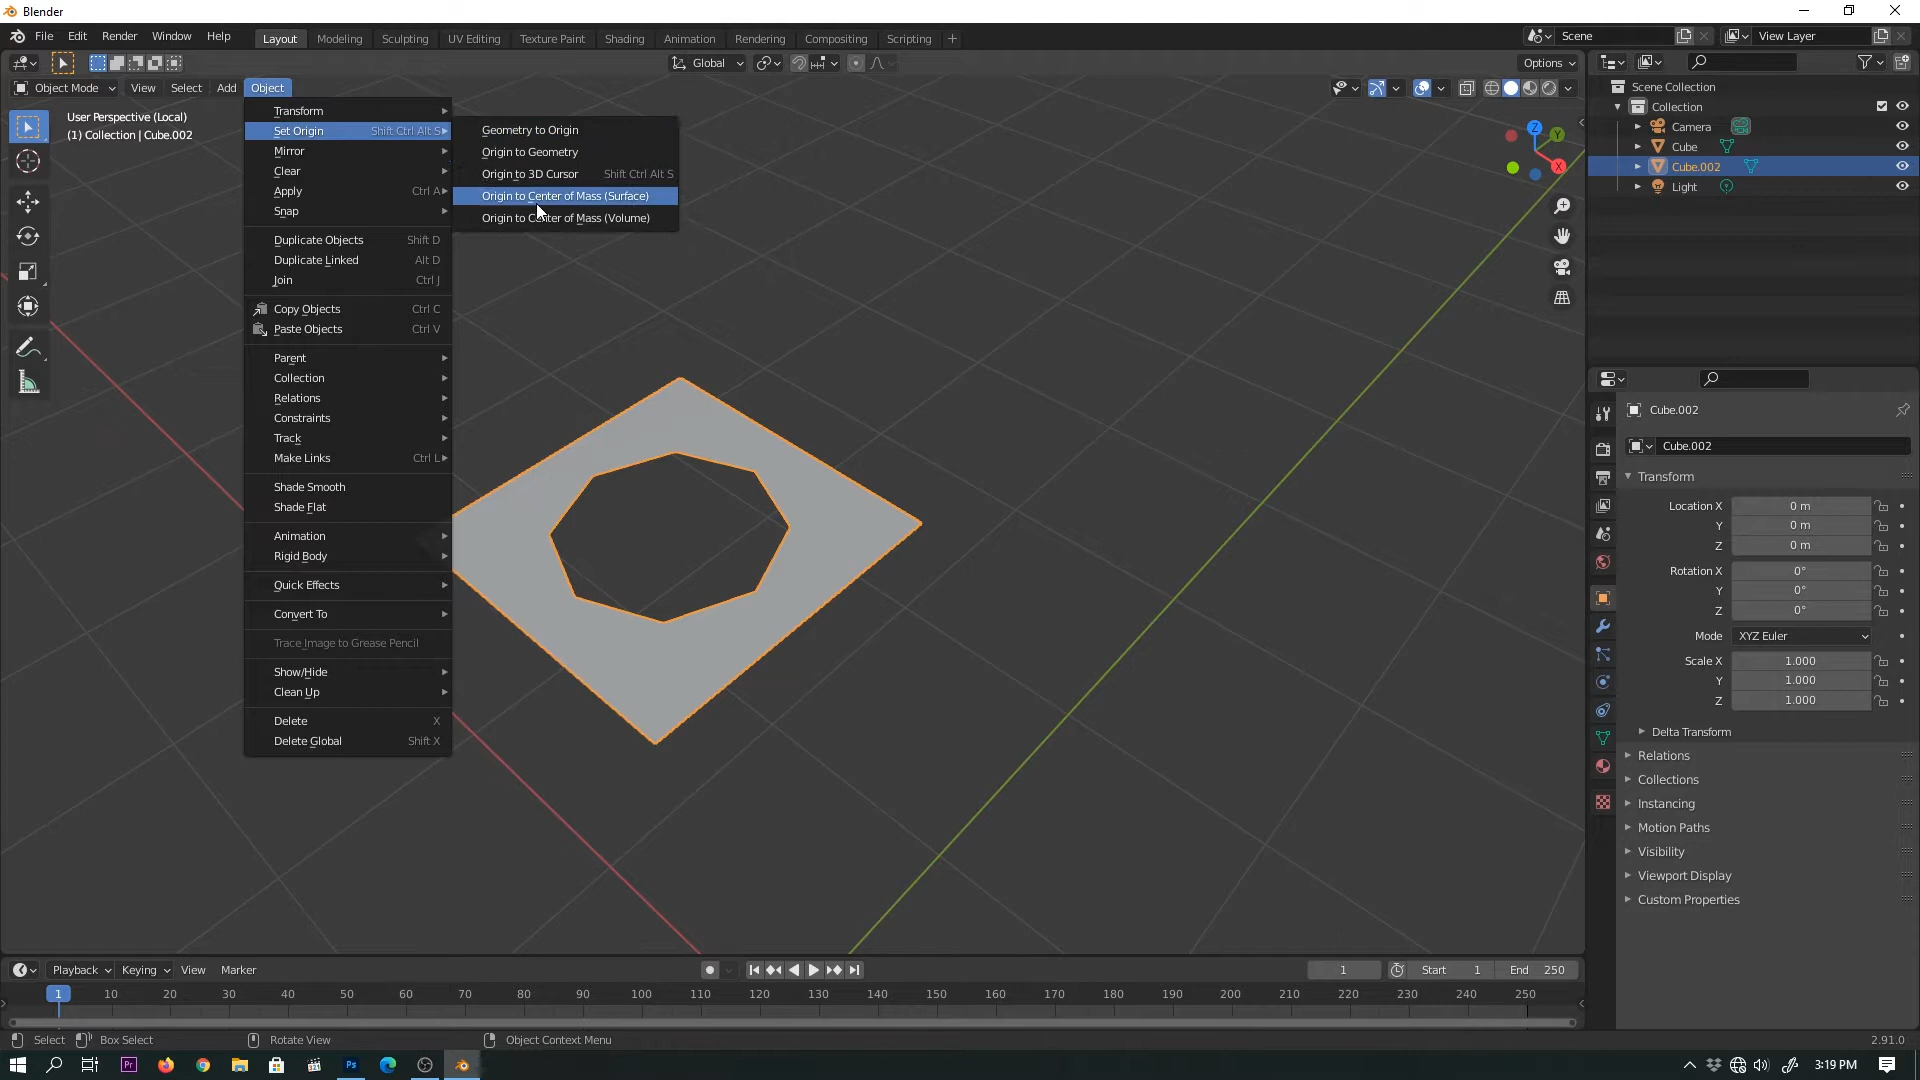 Blender
File Edit Render Window Help
Layout Modeling Sculpting UV Editing Texture Paint Shading Animation Rendering Compositing Scripting +
Scene
View Layer
Global
Options
Object Mode View Select Add Object
User Perspective (Local)
(1) Collection | Cube.002
Transform
Set Origin Shift Ctrl Alt S
Mirror
Clear
Apply Ctrl A
Snap
Duplicate Objects Shift D
Duplicate Linked Alt D
Join Ctrl J
Copy Objects Ctrl C
Paste Objects Ctrl V
Parent
Collection
Relations
Constraints
Track
Make Links Ctrl L
Shade Smooth
Shade Flat
Animation
Rigid Body
Quick Effects
Convert To
Trace Image to Grease Pencil
Show/Hide
Clean Up
Delete X
Delete Global Shift X
Geometry to Origin
Origin to Geometry
Origin to 3D Cursor Shift Ctrl Alt S
Origin to Center of Mass (Surface)
Origin to Center of Mass (Volume)
Z
Y
X
Scene Collection
Collection
Camera
Cube
Cube.002
Light
Cube.002
Cube.002
Transform
Location X 0 m
Y 0 m
Z 0 m
Rotation X 0°
Y 0°
Z 0°
Mode XYZ Euler
Scale X 1.000
Y 1.000
Z 1.000
Delta Transform
Relations
Collections
Instancing
Motion Paths
Visibility
Viewport Display
Custom Properties
Playback Keying View Marker
1 Start 1 End 250
1 10 20 30 40 50 60 70 80 90 100 110 120 130 140 150 160 170 180 190 200 210 220 230 240 250
Select Box Select Rotate View Object Context Menu 2.91.0
Pr Ps 3:19 PM